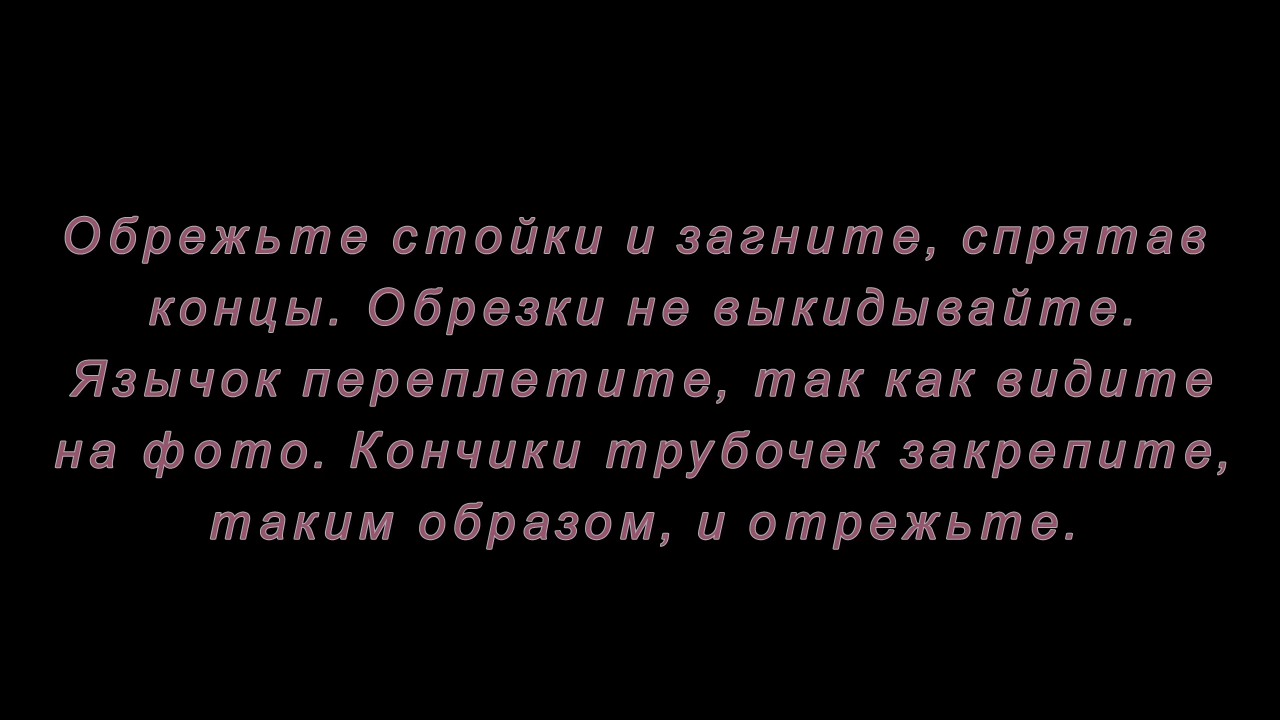 Обрежьте стойки и загните, спрятав
концы. Обрезки не выкидывайте.
Язычок переплетите, так как видите
на фото. Кончики трубочек закрепите,
таким образом, и отрежьте.